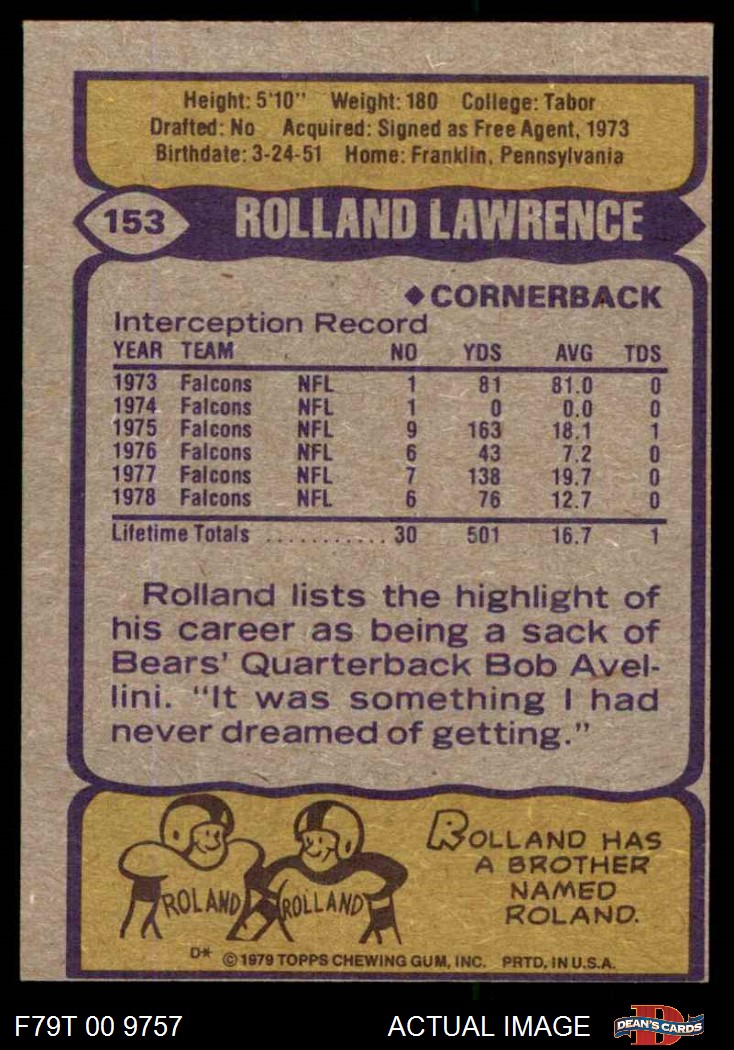 Height: 5'10" Weight: 180 College: Tabor
Drafted: No Acquired: Signed as Free Agent, 1973
Birthdate: 3-24-51 Home: Franklin, Pennsylvania
153 ROLLAND LAWRENCE
◆CORNERBACK
Interception Record
YEAR TEAM NO YDS AVG TDS
1973 Falcons NFL 1 81 81.0 0
1974 Falcons NFL 1 0 0.0 0
1975 Falcons NFL 9 163 18.1 1
1976 Falcons NFL 6 43 7.2 0
1977 Falcons NFL 7 138 19.7 0
1978 Falcons NFL 6 76 12.7 0
Lifetime Totals ........... 30 501 16.7 1
Rolland lists the highlight of
his career as being a sack of
Bears' Quarterback Bob Avel-
lini. "It was something I had
never dreamed of getting."
ROLAND ROLLAND
ROLLAND HAS
A BROTHER
NAMED
ROLAND.
D* © 1979 TOPPS CHEWING GUM, INC. PRTD. IN U.S.A.
F79T 00 9757 ACTUAL IMAGE D DEAN'S CARDS